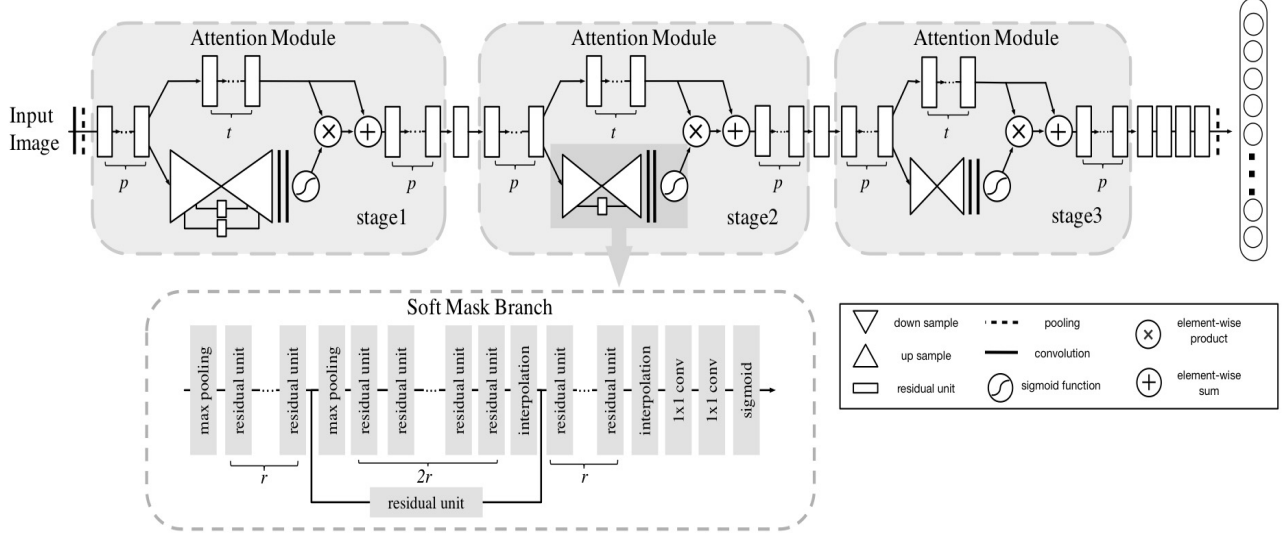 Attention Module
Attention Module
Attention Module
Input
Image
t
t
t
p
p
p
p
p
p
stage1
stage2
stage3
Soft Mask Branch
max pooling
residual unit
...
residual unit
max pooling
residual unit
residual unit
...
residual unit
residual unit
interpolation
residual unit
...
residual unit
interpolation
1x1 conv
1x1 conv
sigmoid
r
2r
r
residual unit
down sample
up sample
residual unit
pooling
convolution
sigmoid function
element-wise
product
element-wise
sum